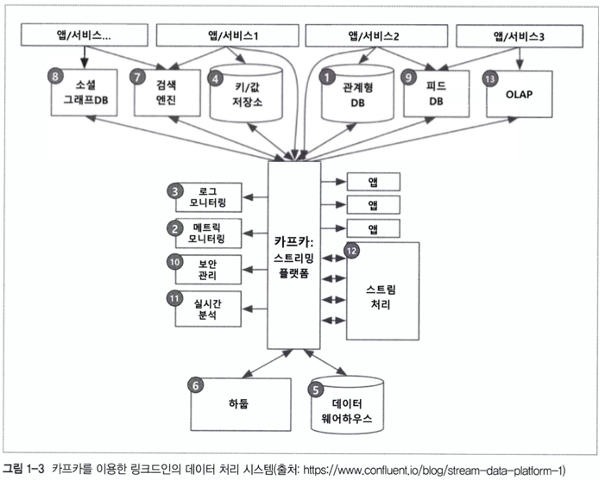 앱/서비스...
앱/서비스1
앱/서비스2
앱/서비스3
8
소셜
그래프DB
7
검색
엔진
4
키/값
저장소
1
관계형
DB
9
피드
DB
13
OLAP
3
로그
모니터링
2
메트릭
모니터링
10
보안
관리
11
실시간
분석
카프카:
스트리밍
플랫폼
앱
앱
앱
12
스트림
처리
6
하둡
5
데이터
웨어하우스
그림 1-3 카프카를 이용한 링크드인의 데이터 처리 시스템(출처: https://www.confluent.io/blog/stream-data-platform-1)